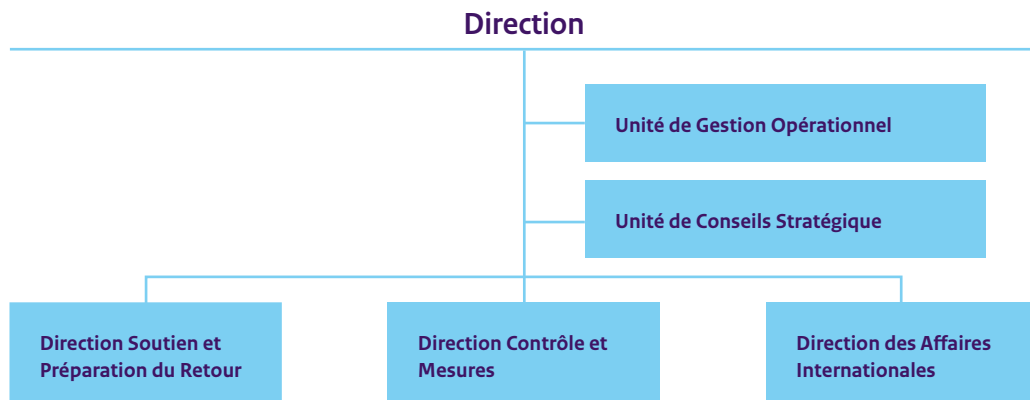 Direction
Unité de Gestion Opérationnel
Unité de Conseils Stratégique
Direction Soutien et
Préparation du Retour
Direction Contrôle et
Mesures
Direction des Affaires
Internationales